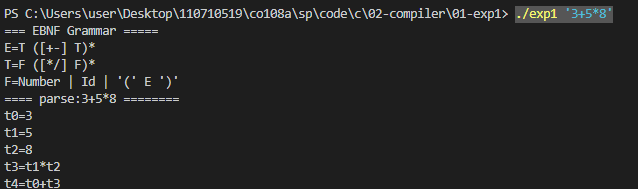 PS C:\Users\user\Desktop\110710519\co108a\sp\code\c\02-compiler\01-exp1> ./exp1 '3+5*8'
=== EBNF Grammar =====
E=T ([+-] T)*
T=F ([*/] F)*
F=Number | Id | '(' E ')'
==== parse:3+5*8 ========
t0=3
t1=5
t2=8
t3=t1*t2
t4=t0+t3